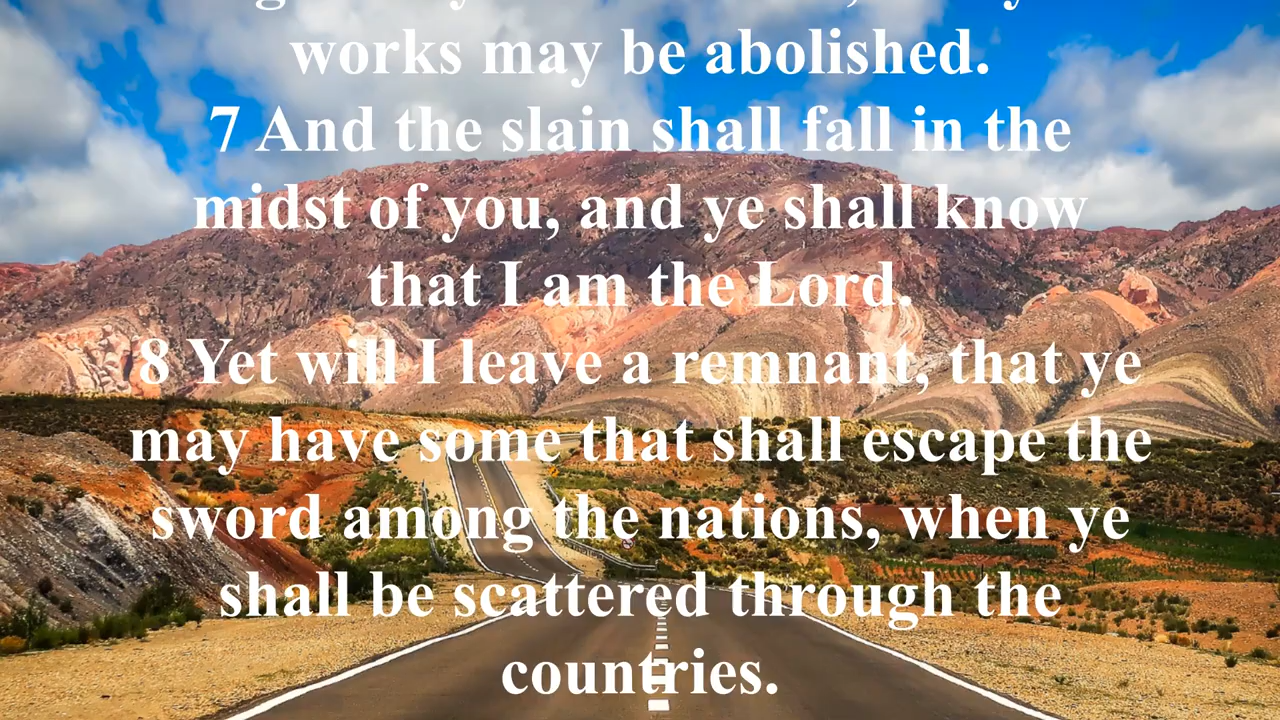 works may be abolished.
7 And the slain shall fall in the
midst of you, and ye shall know
that I am the Lord.
8 Yet will I leave a remnant, that ye
may have some that shall escape the
sword among the nations, when ye
shall be scattered through the
countries.